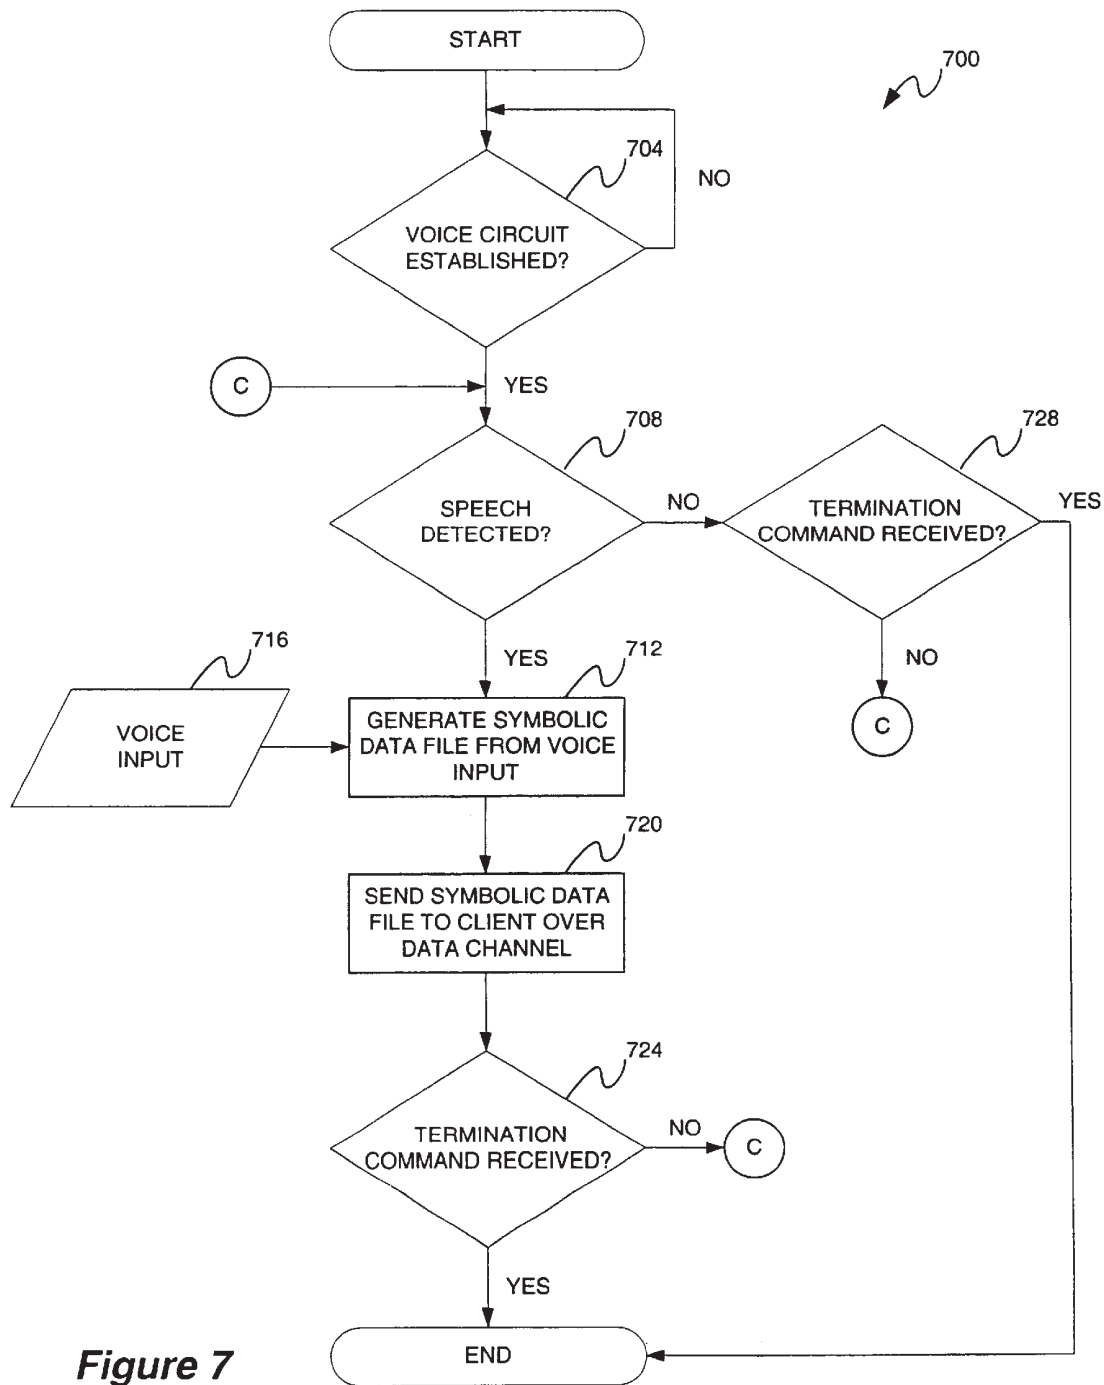 START
700
704
NO
VOICE CIRCUIT
ESTABLISHED?
C
YES
708
728
SPEECH
DETECTED?
NO
TERMINATION
COMMAND RECEIVED?
YES
716
YES
712
NO
VOICE
INPUT
GENERATE SYMBOLIC
DATA FILE FROM VOICE
INPUT
C
720
SEND SYMBOLIC DATA
FILE TO CLIENT OVER
DATA CHANNEL
724
TERMINATION
COMMAND RECEIVED?
NO
C
YES
END
Figure 7